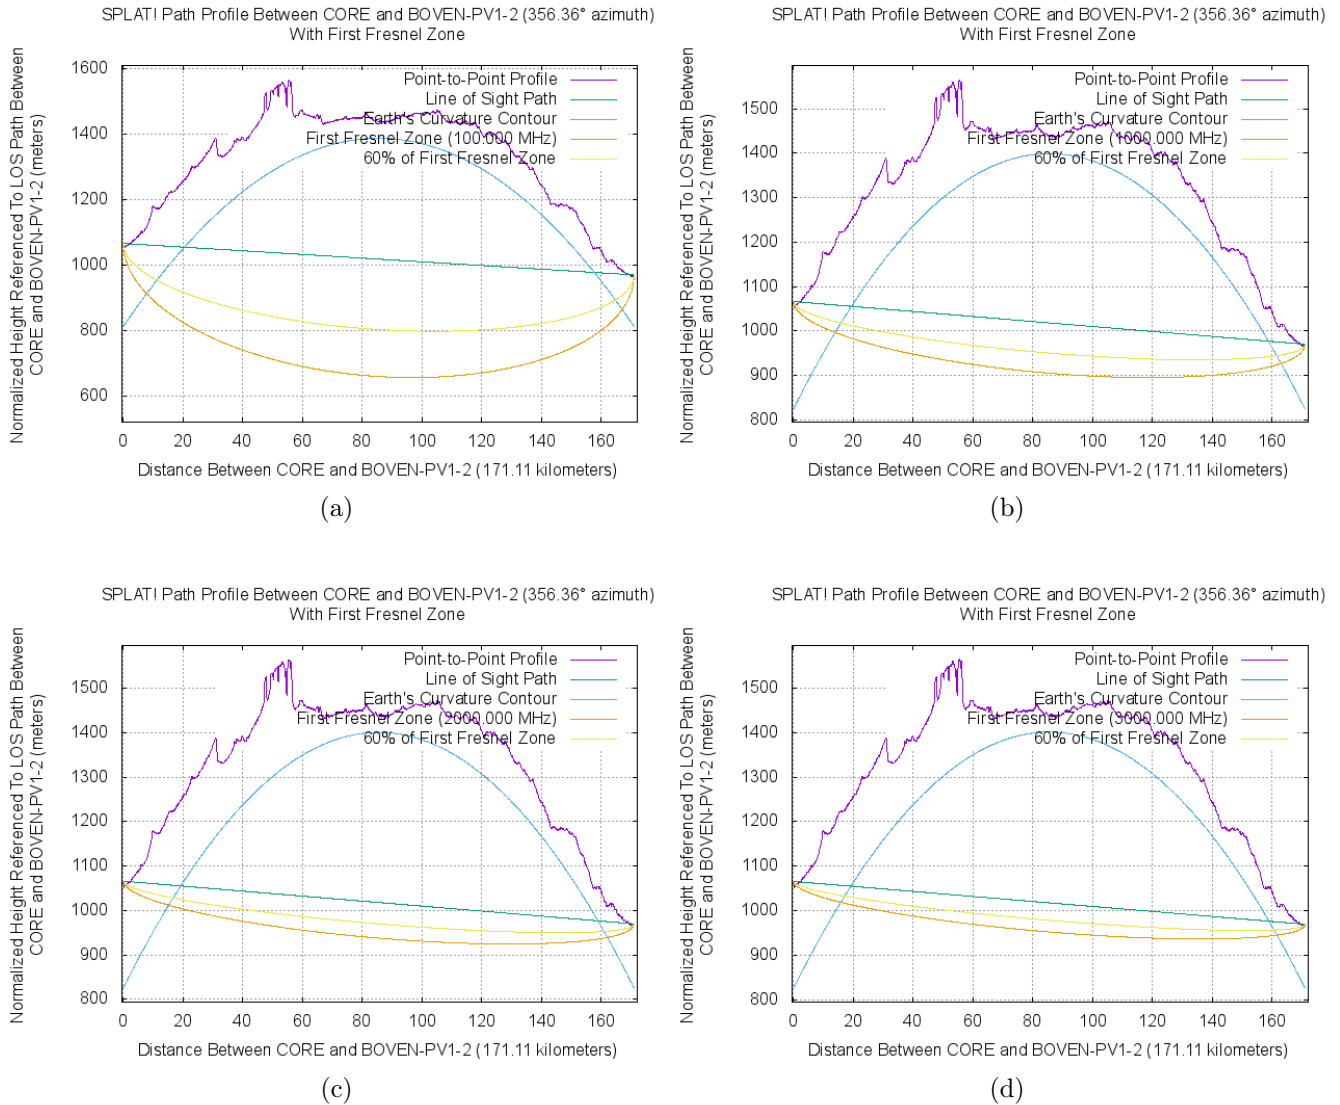 SPLAT! Path Profile Between CORE and BOVEN-PV1-2 (356.36° azimuth)
With First Fresnel Zone
Normalized Height Referenced To LOS Path Between
CORE and BOVEN-PV1-2 (meters)
1600
1400
1200
1000
800
600
Point-to-Point Profile
Line of Sight Path
Earth's Curvature Contour
First Fresnel Zone (100.000 MHz)
60% of First Fresnel Zone
0 20 40 60 80 100 120 140 160
Distance Between CORE and BOVEN-PV1-2 (171.11 kilometers)
(a)
SPLAT! Path Profile Between CORE and BOVEN-PV1-2 (356.36° azimuth)
With First Fresnel Zone
Normalized Height Referenced To LOS Path Between
CORE and BOVEN-PV1-2 (meters)
1500
1400
1300
1200
1100
1000
900
800
Point-to-Point Profile
Line of Sight Path
Earth's Curvature Contour
First Fresnel Zone (1000.000 MHz)
60% of First Fresnel Zone
0 20 40 60 80 100 120 140 160
Distance Between CORE and BOVEN-PV1-2 (171.11 kilometers)
(b)
SPLAT! Path Profile Between CORE and BOVEN-PV1-2 (356.36° azimuth)
With First Fresnel Zone
Normalized Height Referenced To LOS Path Between
CORE and BOVEN-PV1-2 (meters)
1500
1400
1300
1200
1100
1000
900
800
Point-to-Point Profile
Line of Sight Path
Earth's Curvature Contour
First Fresnel Zone (2000.000 MHz)
60% of First Fresnel Zone
0 20 40 60 80 100 120 140 160
Distance Between CORE and BOVEN-PV1-2 (171.11 kilometers)
(c)
SPLAT! Path Profile Between CORE and BOVEN-PV1-2 (356.36° azimuth)
With First Fresnel Zone
Normalized Height Referenced To LOS Path Between
CORE and BOVEN-PV1-2 (meters)
1500
1400
1300
1200
1100
1000
900
800
Point-to-Point Profile
Line of Sight Path
Earth's Curvature Contour
First Fresnel Zone (3000.000 MHz)
60% of First Fresnel Zone
0 20 40 60 80 100 120 140 160
Distance Between CORE and BOVEN-PV1-2 (171.11 kilometers)
(d)